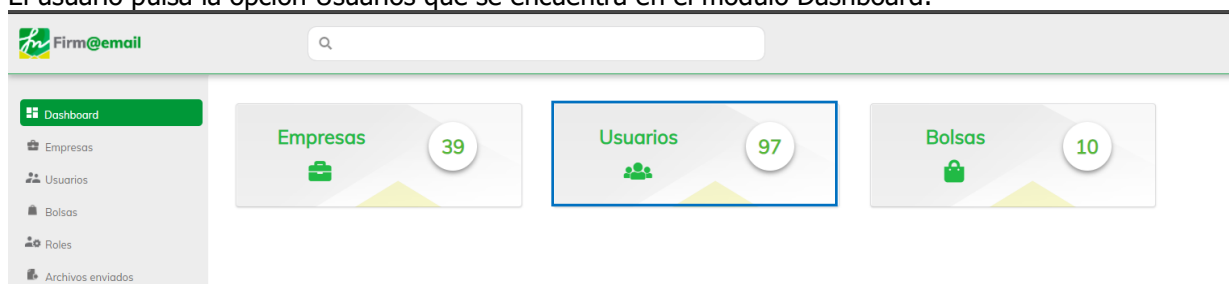 El usuario pulsa la opción Usuarios que se encuentra en el módulo Dashboard.
fn Firm@email
Dashboard
Empresas
Usuarios
Bolsas
Roles
Archivos enviados
Empresas
39
Usuarios
97
Bolsas
10